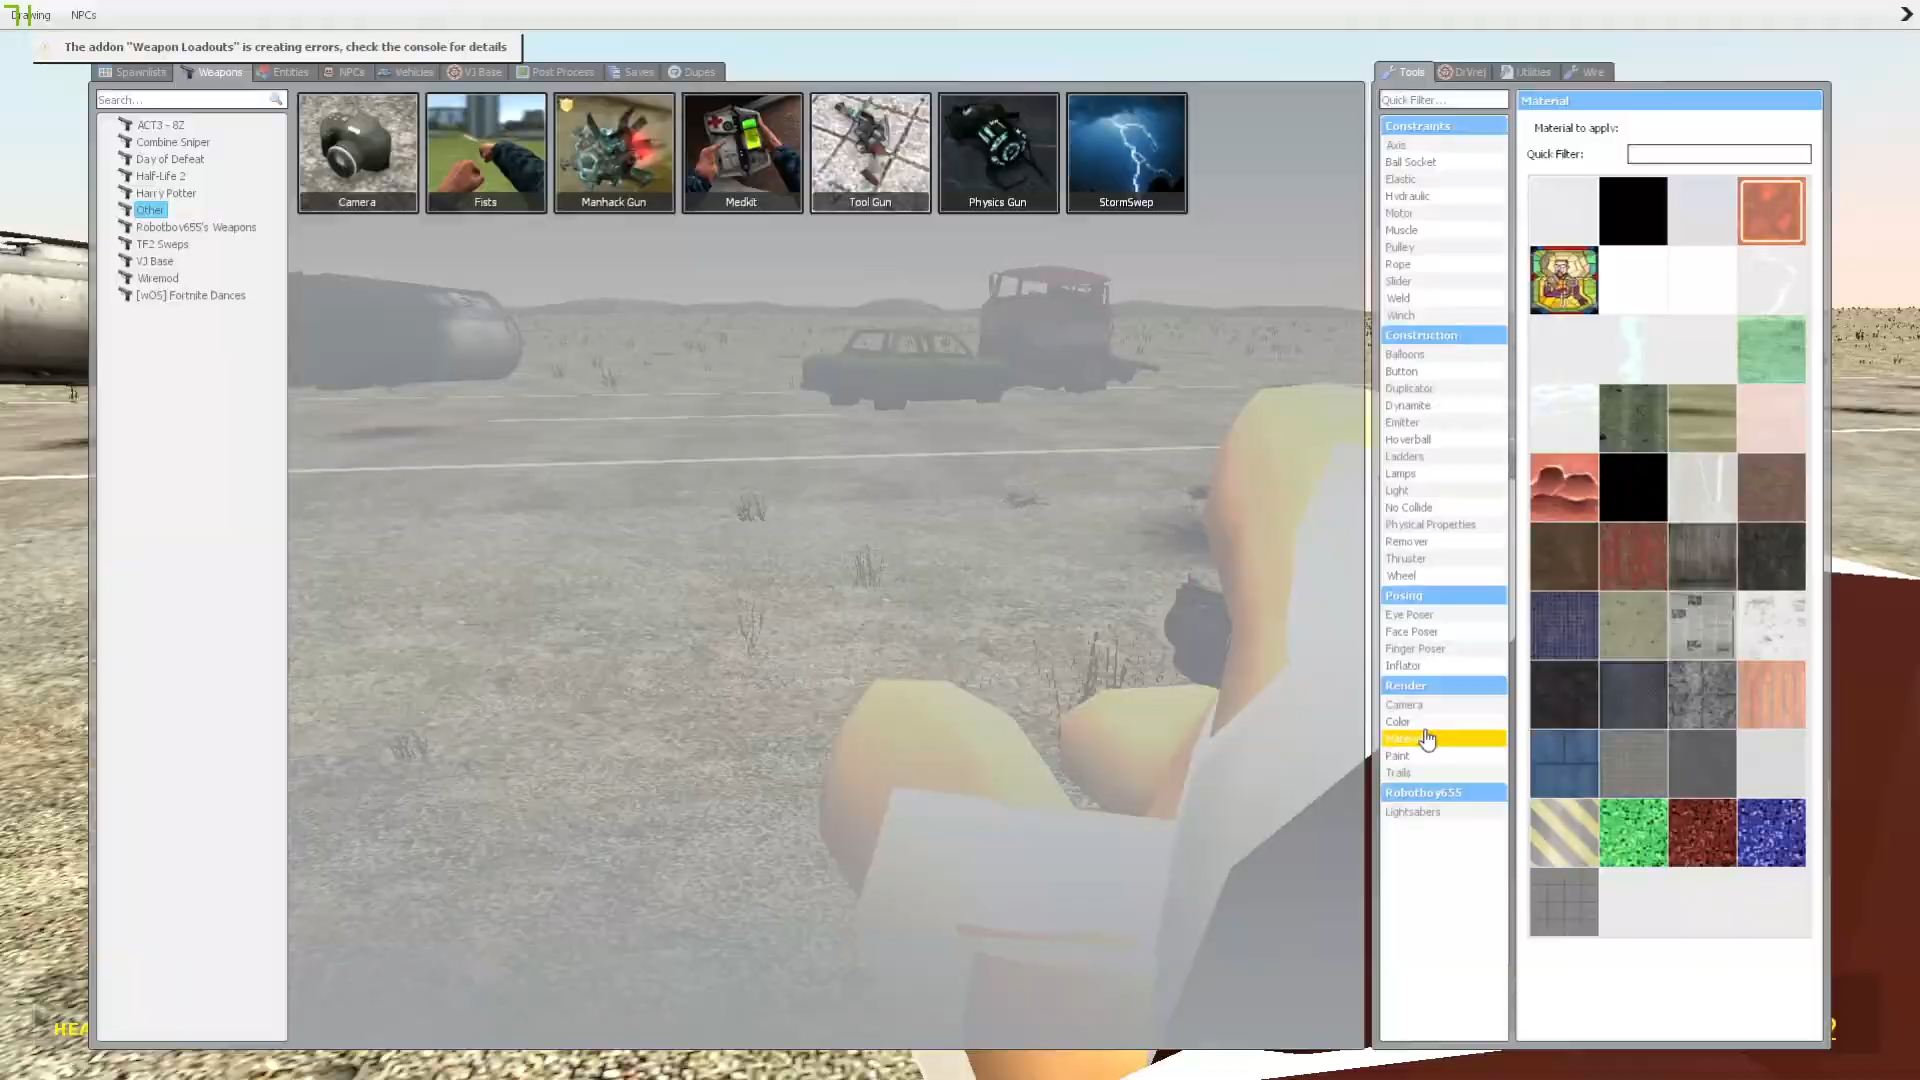 Drawing NPCs
71
The addon "Weapon Loadouts" is creating errors, check the console for details
Spawnlists Weapons Entities NPCs Vehicles VJ Base Post Process Saves Dupes
Search...
ACT3 - 8Z
Combine Sniper
Day of Defeat
Half-Life 2
Harry Potter
Other
Robotboy655's Weapons
TF2 Sweps
VJ Base
Wiremod
[wOS] Fortnite Dances
Camera Fists Manhack Gun Medkit Tool Gun Physics Gun StormSwep
Tools DrVrej Utilities Wire
Quick Filter...
Constraints
Axis
Ball Socket
Elastic
Hydraulic
Motor
Muscle
Pulley
Rope
Slider
Weld
Winch
Construction
Balloons
Button
Duplicator
Dynamite
Emitter
Hoverball
Ladders
Lamps
Light
No Collide
Physical Properties
Remover
Thruster
Wheel
Posing
Eye Poser
Face Poser
Finger Poser
Inflator
Render
Camera
Color
Paint
Trails
Robotboy655
Lightsabers
Material
Material to apply:
Quick Filter:
HEA